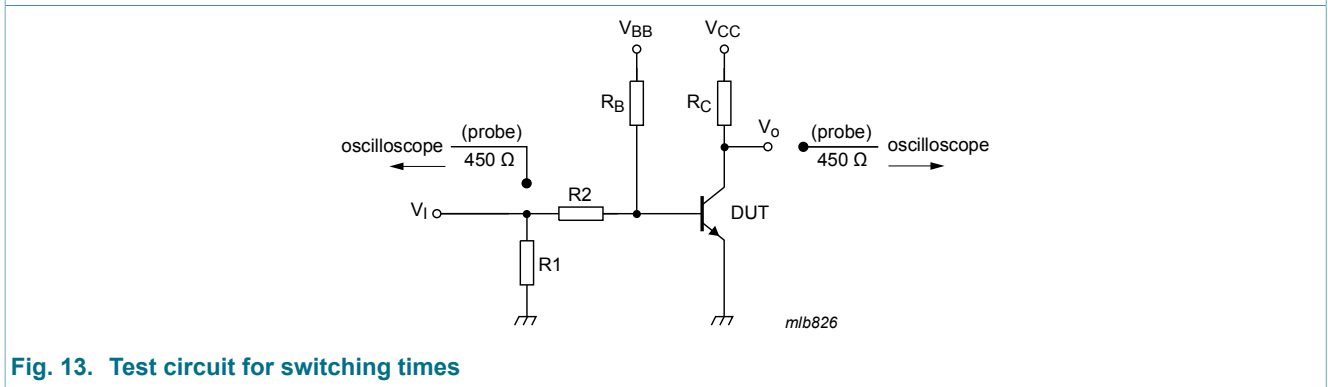 VBB
VCC
RB
RC
Vo
oscilloscope
(probe)
450 Ω
(probe)
450 Ω
oscilloscope
VI
R2
DUT
R1
mlb826
Fig. 13. Test circuit for switching times